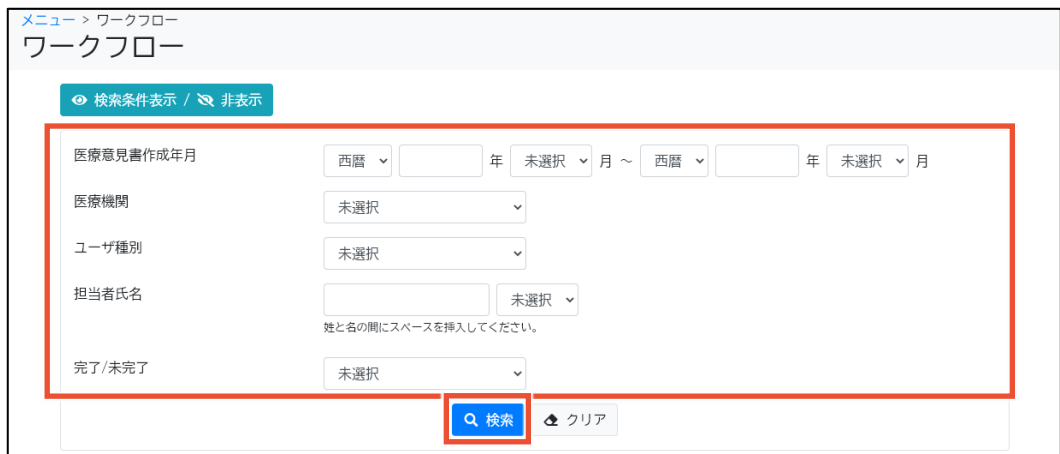 メニュー > ワークフロー
ワークフロー
検索条件表示 / 非表示
医療意見書作成年月 西暦 年 未選択 月 ~ 西暦 年 未選択 月
医療機関 未選択
ユーザ種別 未選択
担当者氏名 未選択
姓と名の間にスペースを挿入してください。
完了/未完了 未選択
検索 クリア